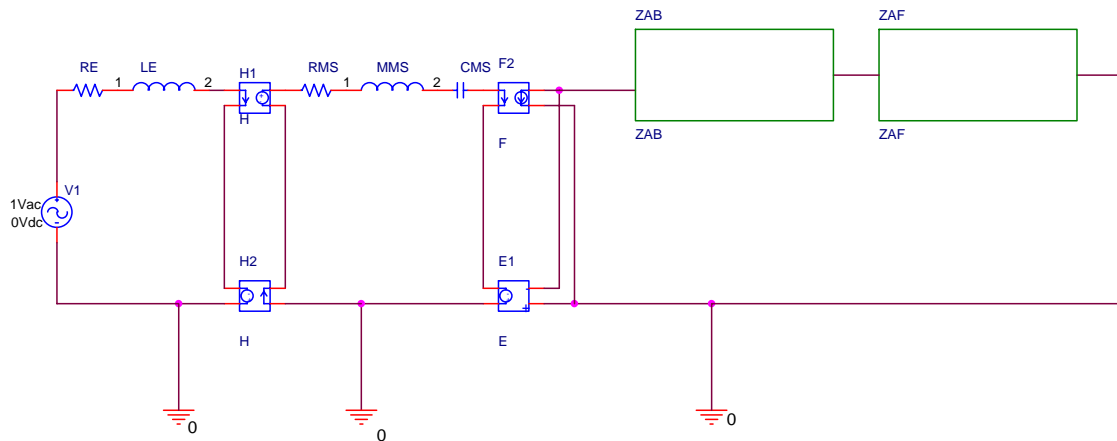 ZAB
ZAF
RE
1
LE
2
H1
H
RMS
1
MMS
2
CMS
F2
F
ZAB
ZAF
V1
1Vac
0Vdc
H2
H
E1
E
0
0
0